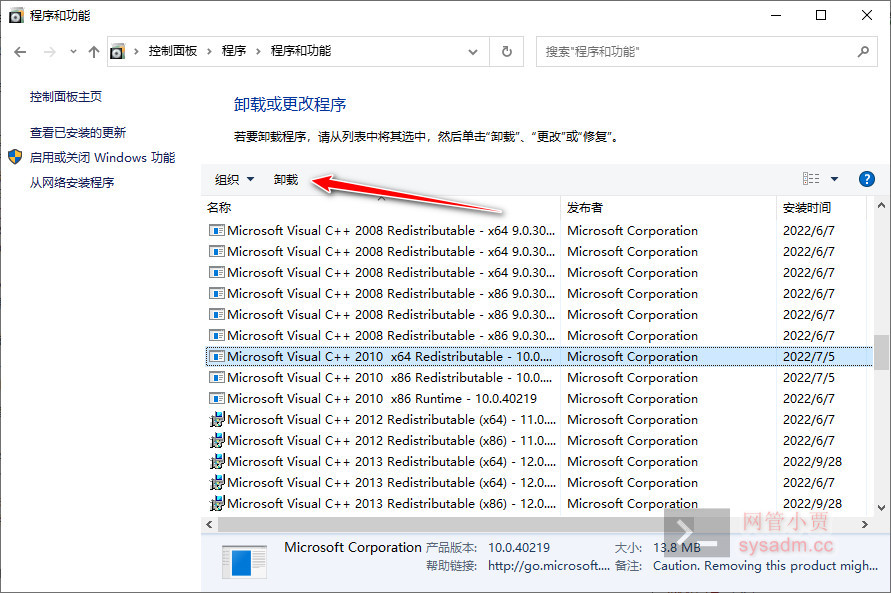 程序和功能
控制面板 程序 程序和功能
搜索"程序和功能"
控制面板主页
查看已安装的更新
启用或关闭 Windows 功能
从网络安装程序
卸载或更改程序
若要卸载程序，请从列表中将其选中，然后单击“卸载”、“更改”或“修复”。
组织 卸载
名称 发布者 安装时间
Microsoft Visual C++ 2008 Redistributable - x64 9.0.30... Microsoft Corporation 2022/6/7
Microsoft Visual C++ 2008 Redistributable - x64 9.0.30... Microsoft Corporation 2022/6/7
Microsoft Visual C++ 2008 Redistributable - x64 9.0.30... Microsoft Corporation 2022/6/7
Microsoft Visual C++ 2008 Redistributable - x86 9.0.30... Microsoft Corporation 2022/6/7
Microsoft Visual C++ 2008 Redistributable - x86 9.0.30... Microsoft Corporation 2022/6/7
Microsoft Visual C++ 2008 Redistributable - x86 9.0.30... Microsoft Corporation 2022/6/7
Microsoft Visual C++ 2010  x64 Redistributable - 10.0.... Microsoft Corporation 2022/7/5
Microsoft Visual C++ 2010  x86 Redistributable - 10.0.... Microsoft Corporation 2022/7/5
Microsoft Visual C++ 2010  x86 Runtime - 10.0.40219 Microsoft Corporation 2022/6/7
Microsoft Visual C++ 2012 Redistributable (x64) - 11.0.... Microsoft Corporation 2022/6/7
Microsoft Visual C++ 2012 Redistributable (x86) - 11.0.... Microsoft Corporation 2022/6/7
Microsoft Visual C++ 2013 Redistributable (x64) - 12.0.... Microsoft Corporation 2022/9/28
Microsoft Visual C++ 2013 Redistributable (x64) - 12.0.... Microsoft Corporation 2022/6/7
Microsoft Visual C++ 2013 Redistributable (x86) - 12.0.... Microsoft Corporation 2022/9/28
Microsoft Corporation 产品版本: 10.0.40219 大小: 13.8 MB
帮助链接: http://go.microsoft.... 备注: Caution. Removing this product migh...
网管小贾
sysadm.cc